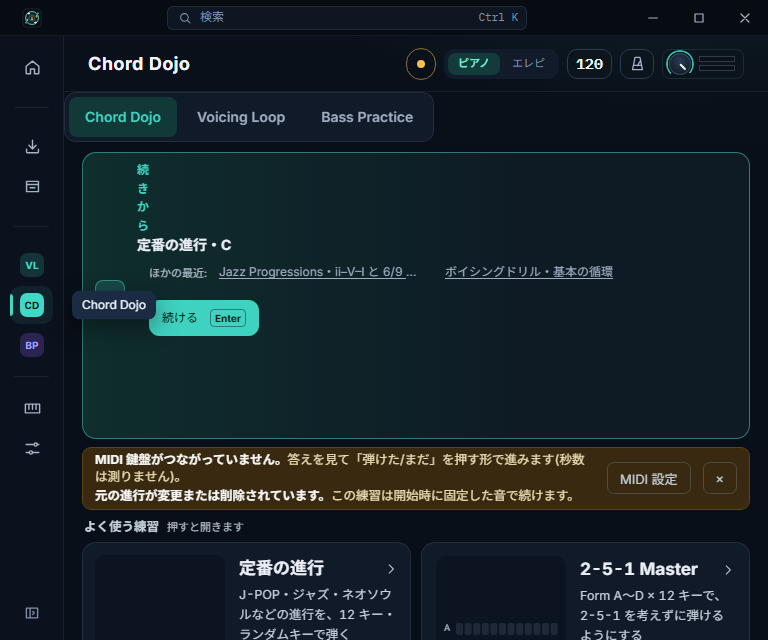 検索
Ctrl K
Chord Dojo
ピアノ
エレピ
120
Chord Dojo
Voicing Loop
Bass Practice
続
き
か
ら
定番の進行・C
ほかの最近:
Jazz Progressions・ii–V–I と 6/9 ...
ボイシングドリル・基本の循環
VL
CD
BP
Chord Dojo
続ける
Enter
MIDI 鍵盤がつながっていません。答えを見て「弾けた/まだ」を押す形で進みます(秒数
は測りません)。
元の進行が変更または削除されています。この練習は開始時に固定した音で続けます。
MIDI 設定
×
よく使う練習
押すと開きます
定番の進行
J-POP・ジャズ・ネオソウ
ルなどの進行を、12 キー・
ランダムキーで弾く
2-5-1 Master
A
Form A〜D × 12 キーで、
2-5-1 を考えずに弾ける
ようにする